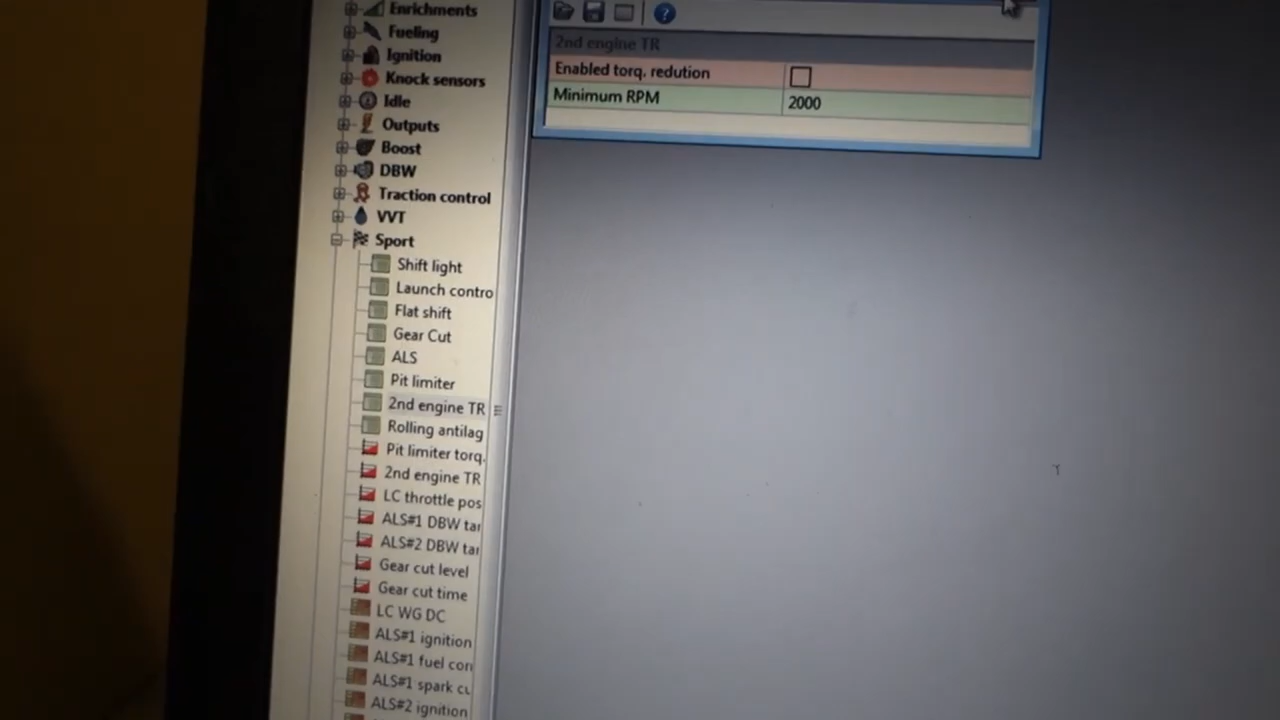 Enrichments
Fueling
Ignition
Knock sensors
Idle
Outputs
Boost
DBW
Traction control
VVT
Sport
Shift light
Launch contro
Flat shift
Gear Cut
ALS
Pit limiter
2nd engine TR
Rolling antilag
Pit limiter torq.
2nd engine TR
LC throttle pos
ALS#1 DBW tar
ALS#2 DBW tar
Gear cut level
Gear cut time
LC WG DC
ALS#1 ignition
ALS#1 fuel con
ALS#1 spark cu
ALS#2 ignition
2nd engine TR
Enabled torq. redution
Minimum RPM 2000